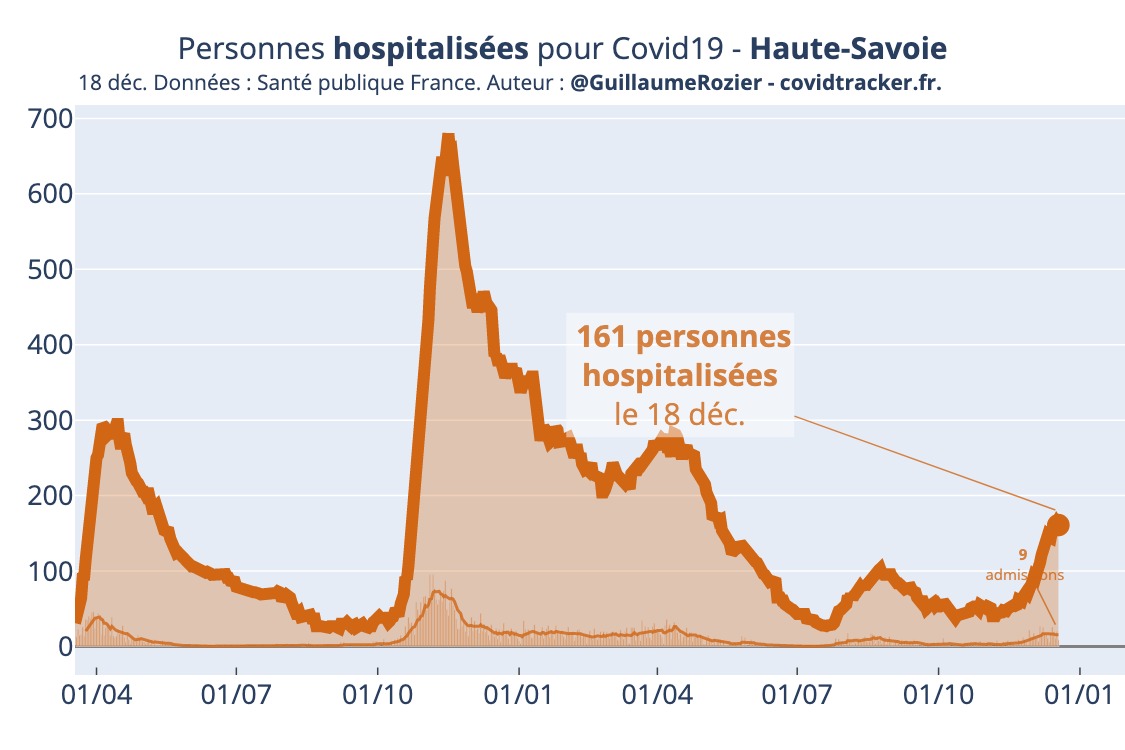 Personnes hospitalisées pour Covid19 - Haute-Savoie
18 déc. Données : Santé publique France. Auteur : @GuillaumeRozier - covidtracker.fr.
700
600
500
400
300
200
100
0
161 personnes
hospitalisées
le 18 déc.
9
admissions
01/04 01/07 01/10 01/01 01/04 01/07 01/10 01/01